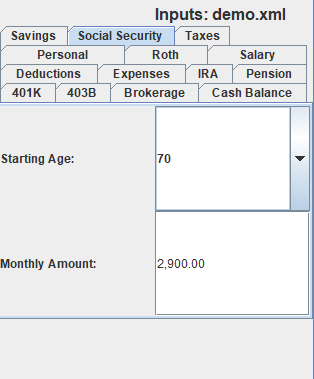 Inputs: demo.xml
Savings Social Security Taxes
Personal Roth Salary
Deductions Expenses IRA Pension
401K 403B Brokerage Cash Balance
Starting Age: 70
Monthly Amount: 2,900.00